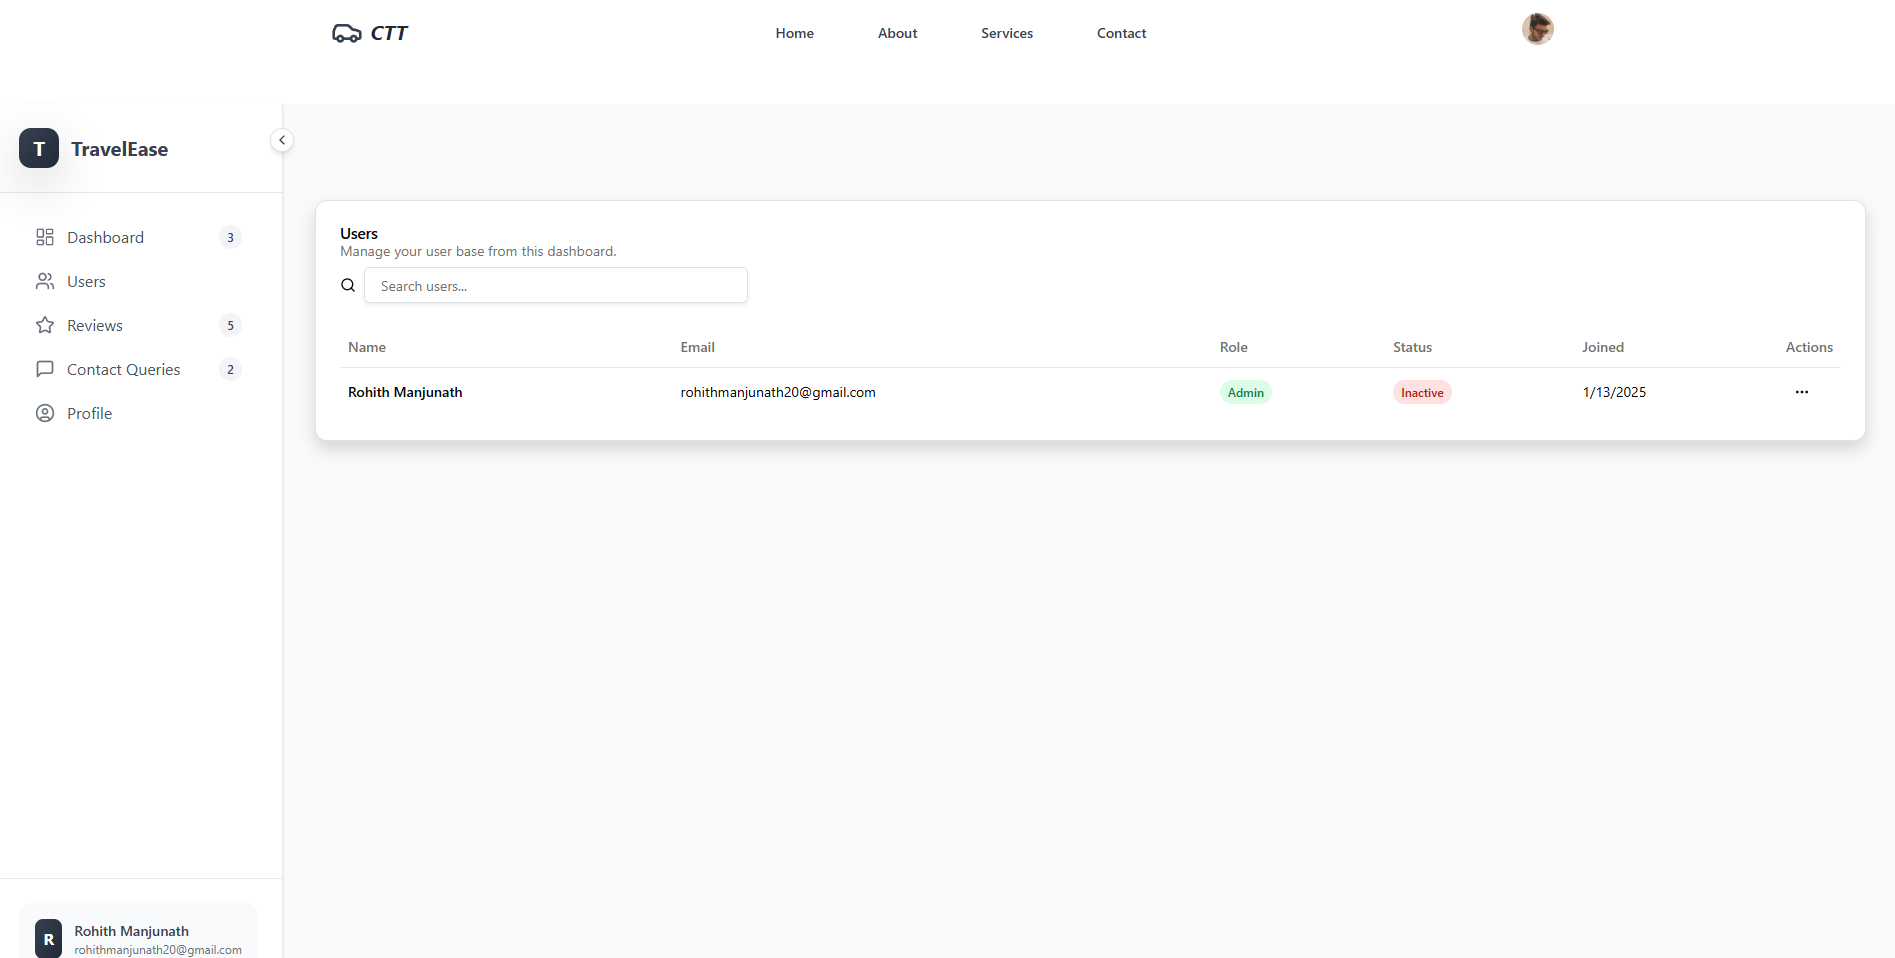 CTT
Home About Services Contact
T TravelEase
Dashboard 3
Users
Reviews 5
Contact Queries 2
Profile
Users
Manage your user base from this dashboard.
Search users...
Name Email Role Status Joined Actions
Rohith Manjunath rohithmanjunath20@gmail.com Admin Inactive 1/13/2025 ...
R Rohith Manjunath
rohithmanjunath20@gmail.com